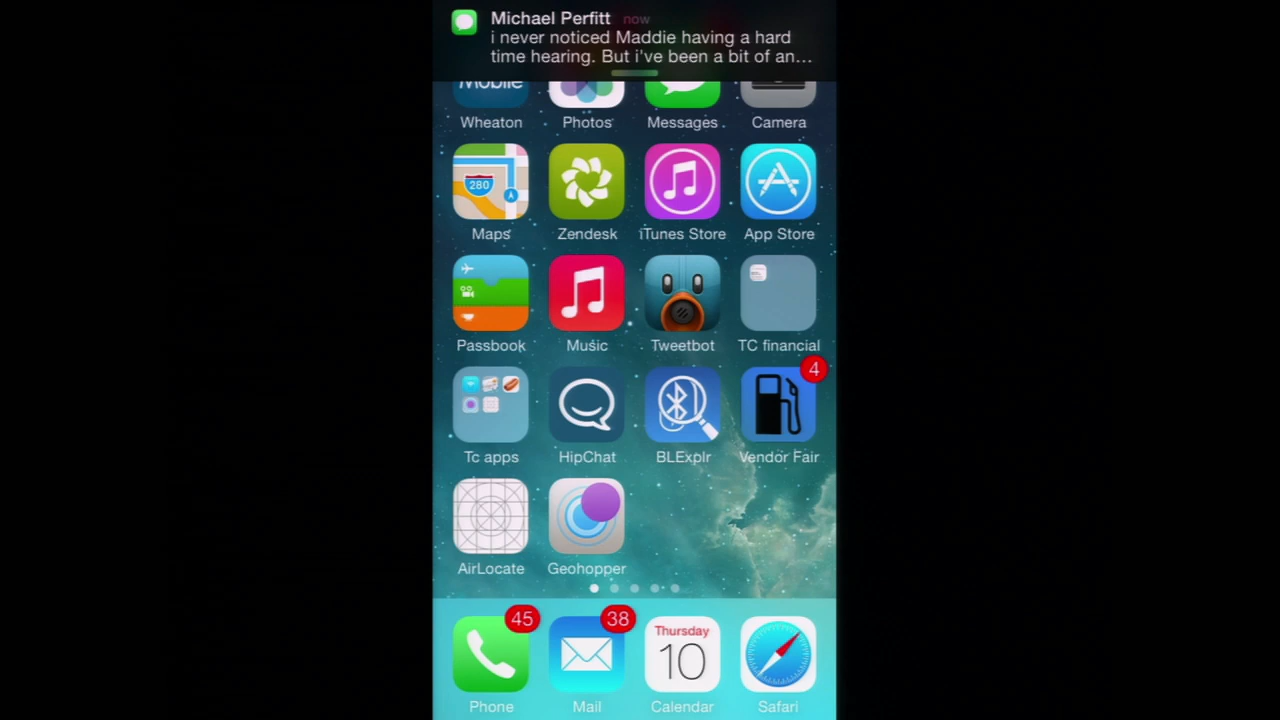 Michael Perfitt now
i never noticed Maddie having a hard
time hearing. But i've been a bit of an…
Mobile
Wheaton Photos Messages Camera
280
Maps Zendesk iTunes Store App Store
Passbook Music Tweetbot TC financial
4
Tc apps HipChat BLExplr Vendor Fair
AirLocate Geohopper
45 38
Thursday
10
Phone Mail Calendar Safari